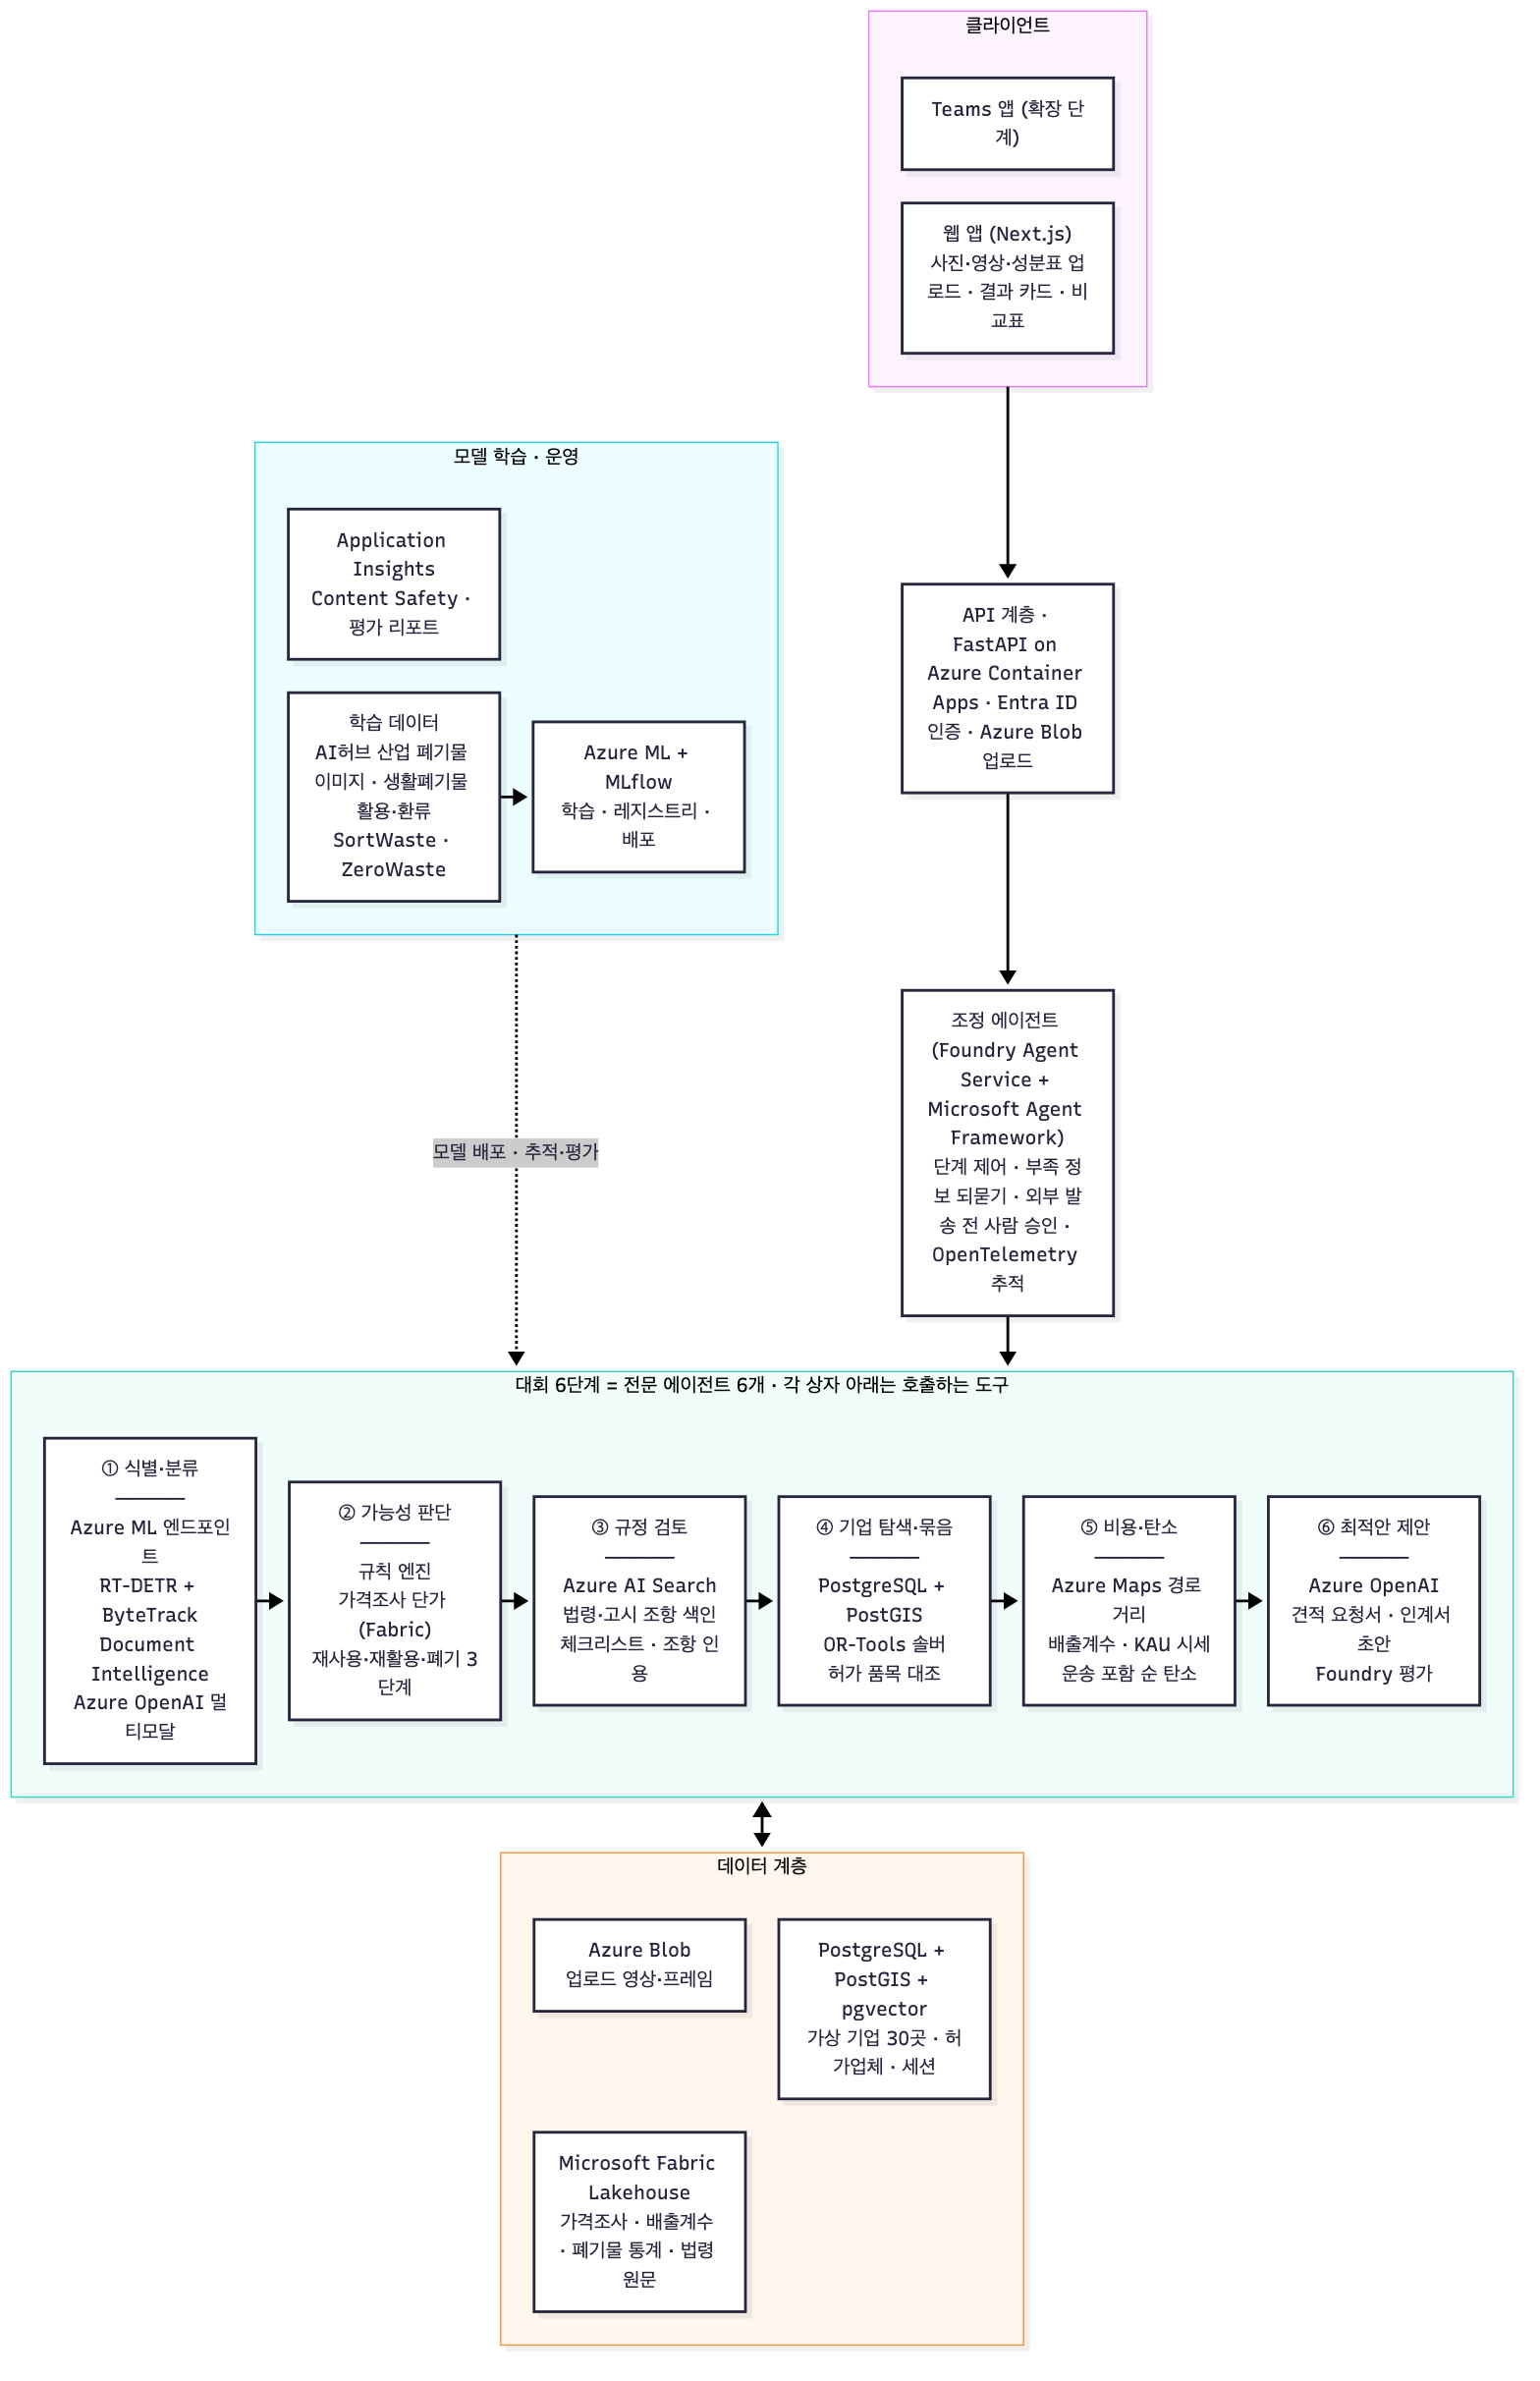 클라이언트
Teams 앱 (확장 단
계)
웹 앱 (Next.js)
사진·영상·성분표 업
로드 · 결과 카드 · 비
교표
모델 학습 · 운영
Application
Insights
Content Safety ·
평가 리포트
학습 데이터
AI허브 산업 폐기물
이미지 · 생활폐기물
활용·환류
SortWaste ·
ZeroWaste
Azure ML +
MLflow
학습 · 레지스트리 ·
배포
API 계층 ·
FastAPI on
Azure Container
Apps · Entra ID
인증 · Azure Blob
업로드
조정 에이전트
(Foundry Agent
Service +
Microsoft Agent
Framework)
단계 제어 · 부족 정
보 되묻기 · 외부 발
송 전 사람 승인 ·
OpenTelemetry
추적
모델 배포 · 추적·평가
대회 6단계 = 전문 에이전트 6개 · 각 상자 아래는 호출하는 도구
① 식별·분류
───────
Azure ML 엔드포인
트
RT-DETR +
ByteTrack
Document
Intelligence
Azure OpenAI 멀
티모달
② 가능성 판단
───────
규칙 엔진
가격조사 단가
(Fabric)
재사용·재활용·폐기 3
단계
③ 규정 검토
───────
Azure AI Search
법령·고시 조항 색인
체크리스트 · 조항 인
용
④ 기업 탐색·묶음
───────
PostgreSQL +
PostGIS
OR-Tools 솔버
허가 품목 대조
⑤ 비용·탄소
───────
Azure Maps 경로
거리
배출계수 · KAU 시세
운송 포함 순 탄소
⑥ 최적안 제안
───────
Azure OpenAI
견적 요청서 · 인계서
초안
Foundry 평가
데이터 계층
Azure Blob
업로드 영상·프레임
PostgreSQL +
PostGIS +
pgvector
가상 기업 30곳 · 허
가업체 · 세션
Microsoft Fabric
Lakehouse
가격조사 · 배출계수
· 폐기물 통계 · 법령
원문